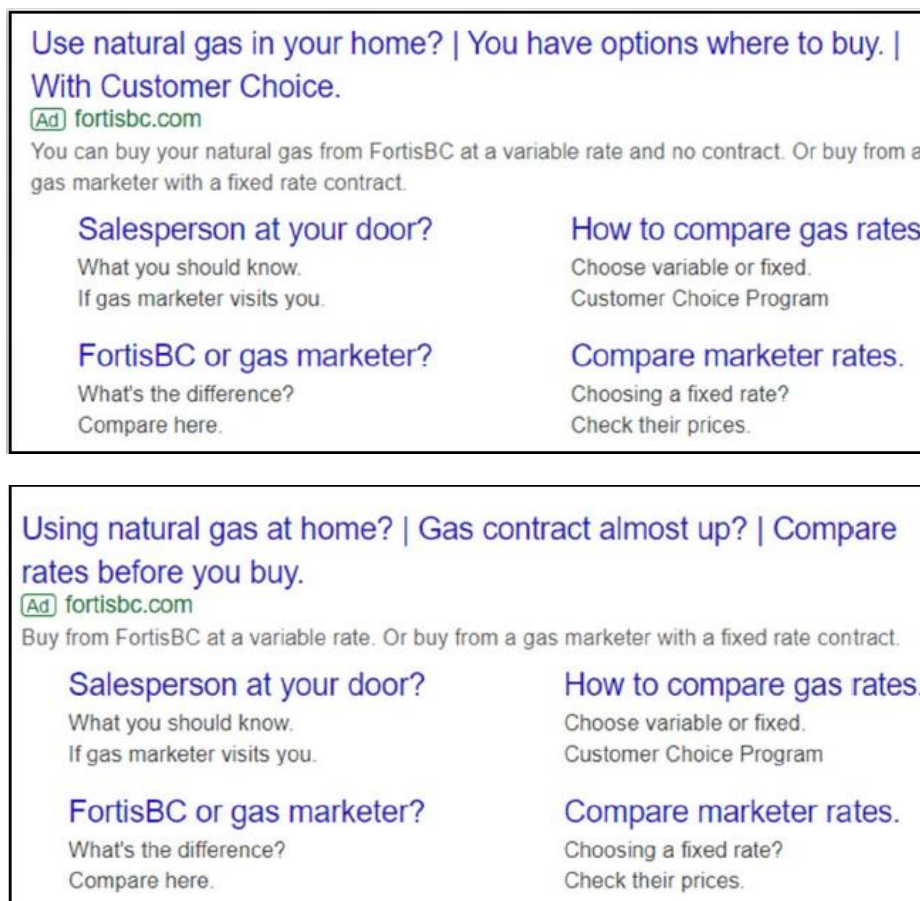 Use natural gas in your home? | You have options where to buy. |
With Customer Choice.
Ad fortisbc.com
You can buy your natural gas from FortisBC at a variable rate and no contract. Or buy from a
gas marketer with a fixed rate contract.
Salesperson at your door?
What you should know.
If gas marketer visits you.
How to compare gas rates
Choose variable or fixed.
Customer Choice Program
FortisBC or gas marketer?
What's the difference?
Compare here.
Compare marketer rates.
Choosing a fixed rate?
Check their prices.
Using natural gas at home? | Gas contract almost up? | Compare
rates before you buy.
Ad fortisbc.com
Buy from FortisBC at a variable rate. Or buy from a gas marketer with a fixed rate contract.
Salesperson at your door?
What you should know.
If gas marketer visits you.
How to compare gas rates.
Choose variable or fixed.
Customer Choice Program
FortisBC or gas marketer?
What's the difference?
Compare here.
Compare marketer rates.
Choosing a fixed rate?
Check their prices.